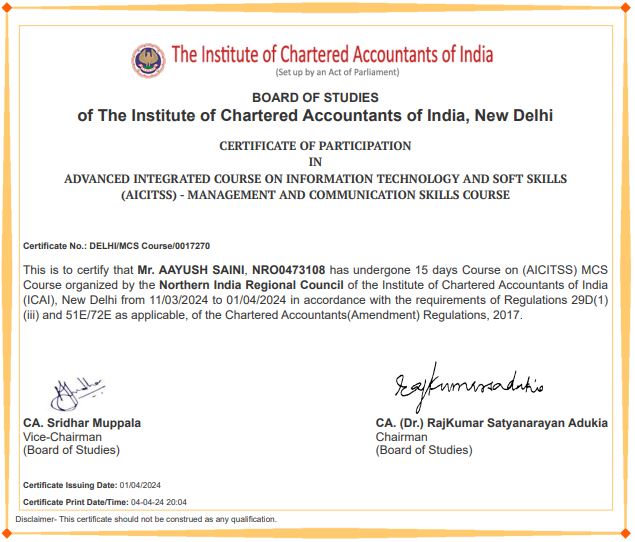 The Institute of Chartered Accountants of India
(Set up by an Act of Parliament)
BOARD OF STUDIES
of The Institute of Chartered Accountants of India, New Delhi
CERTIFICATE OF PARTICIPATION
IN
ADVANCED INTEGRATED COURSE ON INFORMATION TECHNOLOGY AND SOFT SKILLS
(AICITSS) - MANAGEMENT AND COMMUNICATION SKILLS COURSE
Certificate No.: DELHI/MCS Course/0017270
This is to certify that Mr. AAYUSH SAINI, NRO0473108 has undergone 15 days Course on (AICITSS) MCS
Course organized by the Northern India Regional Council of the Institute of Chartered Accountants of India
(ICAI), New Delhi from 11/03/2024 to 01/04/2024 in accordance with the requirements of Regulations 29D(1)
(iii) and 51E/72E as applicable, of the Chartered Accountants(Amendment) Regulations, 2017.
CA. Sridhar Muppala
Vice-Chairman
(Board of Studies)
CA. (Dr.) RajKumar Satyanarayan Adukia
Chairman
(Board of Studies)
Certificate Issuing Date: 01/04/2024
Certificate Print Date/Time: 04-04-24 20:04
Disclaimer- This certificate should not be construed as any qualification.